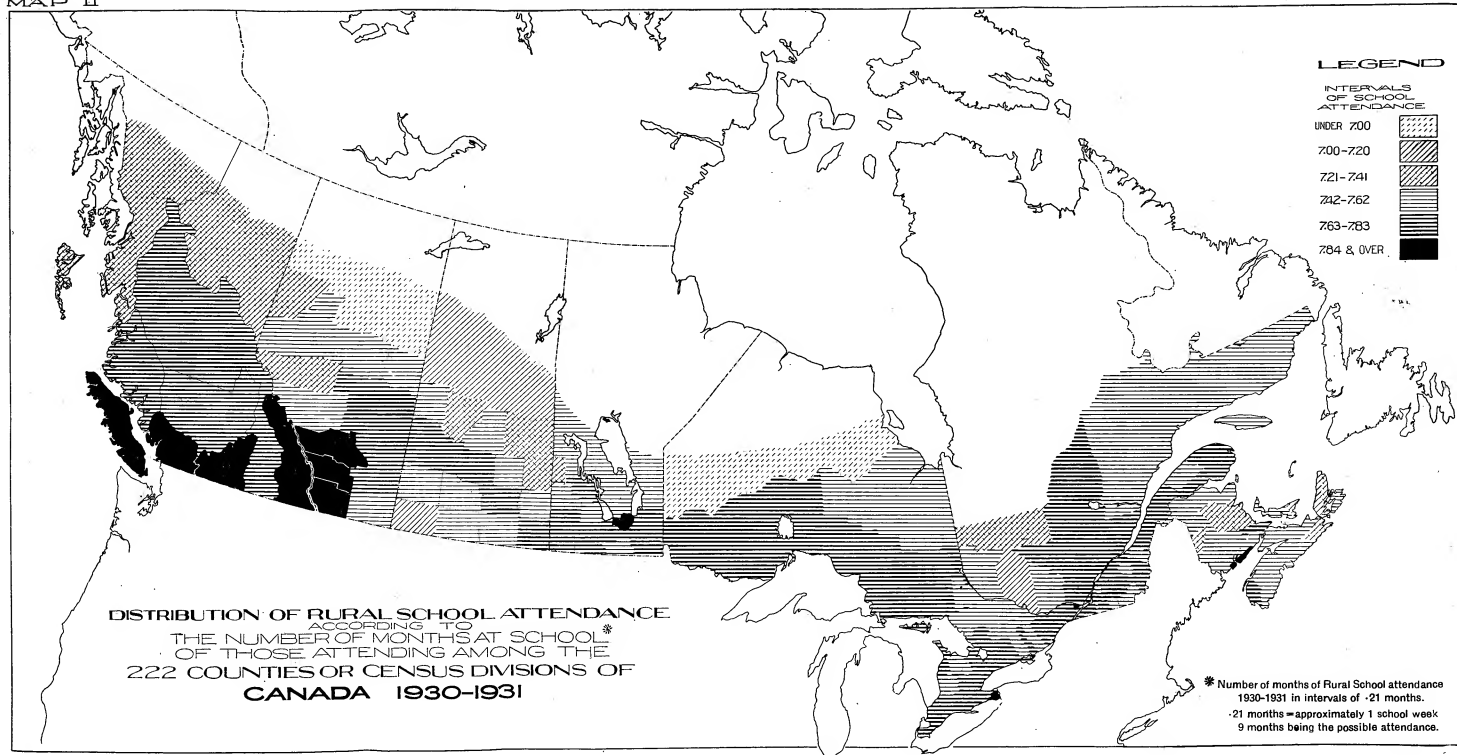 MAP II
LEGEND
INTERVALS
OF SCHOOL
ATTENDANCE
UNDER 7.00
7.00-7.20
7.21-7.41
7.42-7.62
7.63-7.83
7.84 & OVER
DISTRIBUTION OF RURAL SCHOOL ATTENDANCE
ACCORDING TO
THE NUMBER OF MONTHS AT SCHOOL*
OF THOSE ATTENDING AMONG THE
222 COUNTIES OR CENSUS DIVISIONS OF
CANADA 1930-1931
* Number of months of Rural School attendance
1930-1931 in intervals of .21 months.
.21 months = approximately 1 school week
9 months being the possible attendance.